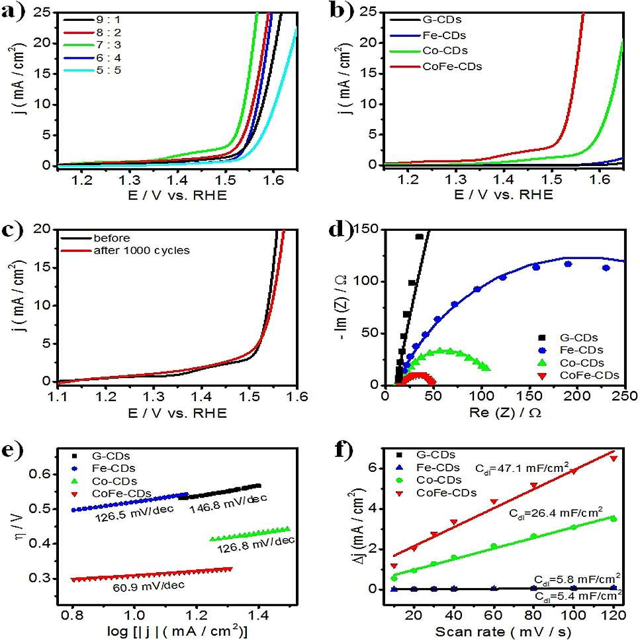 a)
9 : 1
8 : 2
7 : 3
6 : 4
5 : 5
j ( mA / cm²)
25
20
15
10
5
0
1.2 1.3 1.4 1.5 1.6
E / V vs. RHE
b)
G-CDs
Fe-CDs
Co-CDs
CoFe-CDs
j ( mA / cm²)
25
20
15
10
5
0
1.2 1.3 1.4 1.5 1.6
E / V vs. RHE
c)
before
after 1000 cycles
j ( mA / cm²)
20
15
10
5
0
1.1 1.2 1.3 1.4 1.5 1.6
E / V vs. RHE
d)
- Im (Z) / Ω
-150
-100
-50
0
G-CDs
Fe-CDs
Co-CDs
CoFe-CDs
0 50 100 150 200 250
Re (Z) / Ω
e)
G-CDs
Fe-CDs
Co-CDs
CoFe-CDs
η / V
0.6
0.5
0.4
0.3
126.5 mV/dec
146.8 mV/dec
126.8 mV/dec
60.9 mV/dec
0.8 1.0 1.2 1.4
log [| j | ( mA / cm²)]
f)
G-CDs
Fe-CDs
Co-CDs
CoFe-CDs
Δj (mA / cm²)
6
4
2
0
Cdl=47.1 mF/cm²
Cdl=26.4 mF/cm²
Cdl=5.8 mF/cm²
Cdl=5.4 mF/cm²
20 40 60 80 100 120
Scan rate ( mV / s)